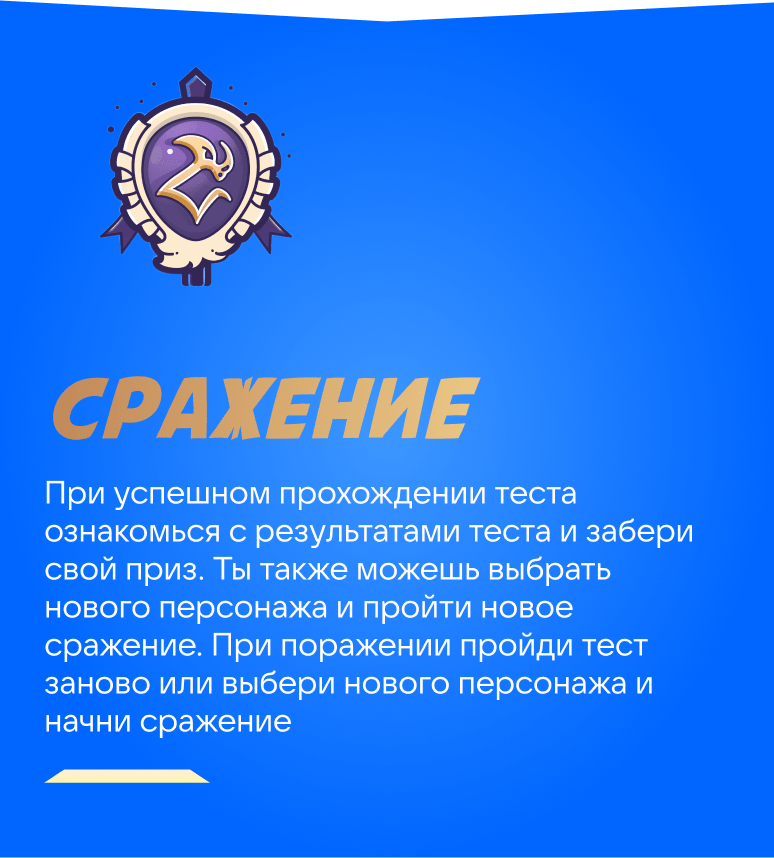 СРАЖЕНИЕ
При успешном прохождении теста
ознакомься с результатами теста и забери
свой приз. Ты также можешь выбрать
нового персонажа и пройти новое
сражение. При поражении пройди тест
заново или выбери нового персонажа и
начни сражение